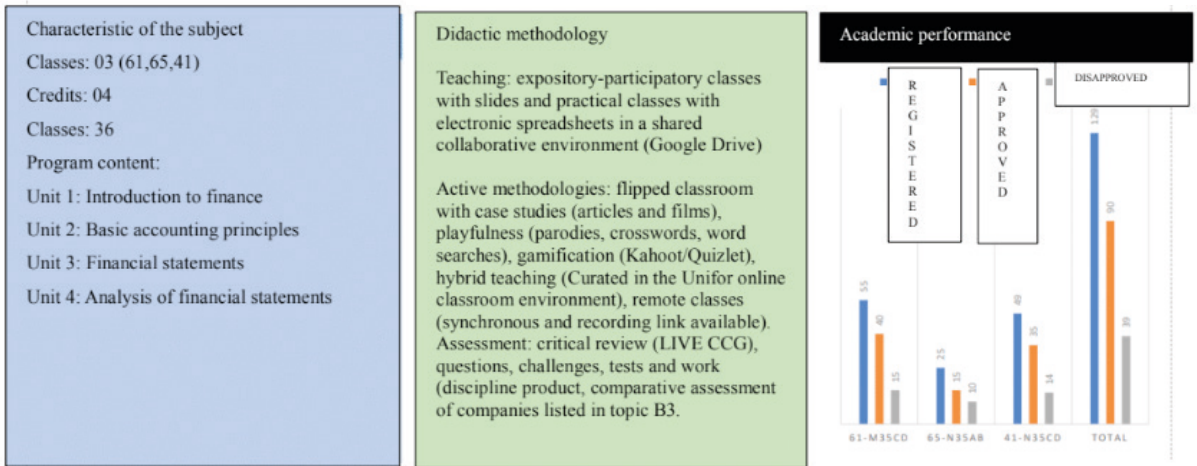 Characteristic of the subject
Classes: 03 (61,65,41)
Credits: 04
Classes: 36
Program content:
Unit 1: Introduction to finance
Unit 2: Basic accounting principles
Unit 3: Financial statements
Unit 4: Analysis of financial statements
Didactic methodology
Teaching: expository-participatory classes
with slides and practical classes with
electronic spreadsheets in a shared
collaborative environment (Google Drive)
Active methodologies: flipped classroom
with case studies (articles and films),
playfulness (parodies, crosswords, word
searches), gamification (Kahoot/Quizlet),
hybrid teaching (Curated in the Unifor online
classroom environment), remote classes
(synchronous and recording link available).
Assessment: critical review (LIVE CCG),
questions, challenges, tests and work
(discipline product, comparative assessment
of companies listed in topic B3.
Academic performance
REGISTERED
APPROVED
DISAPPROVED
55
40
15
25
15
10
49
35
14
129
90
39
61-M35CD
65-N35AB
41-N35CD
TOTAL